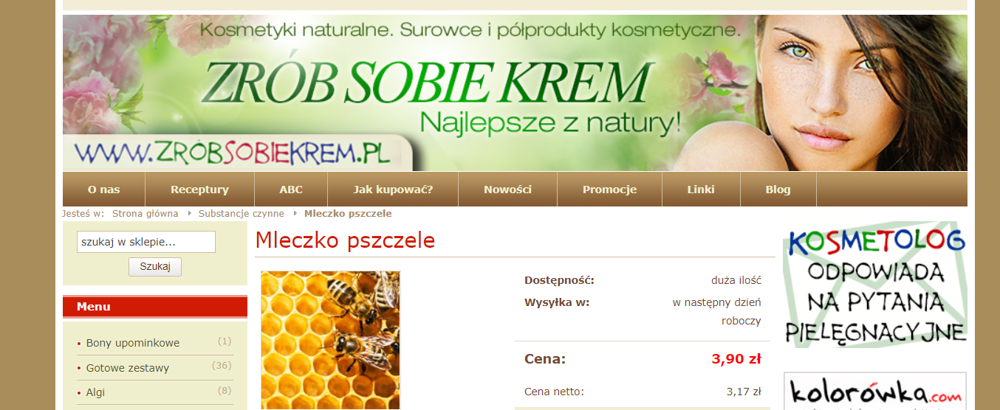 Kosmetyki naturalne. Surowce i półprodukty kosmetyczne.
ZRÓB SOBIE KREM
Najlepsze z natury!
WWW.ZRÓBSOBIEKREM.PL
O nas Receptury ABC Jak kupować? Nowości Promocje Linki Blog
Jesteś w: Strona główna Substancje czynne Mleczko pszczele
szukaj w sklepie...
Szukaj
Menu
Bony upominkowe (1)
Gotowe zestawy (36)
Algi (8)
Mleczko pszczele
Dostępność: duża ilość
Wysyłka w: w następny dzień
roboczy
Cena: 3,90 zł
Cena netto: 3,17 zł
KOSMETOLOG
ODPOWIADA
NA PYTANIA
PIELĘGNACYJNE
kolorówka.com